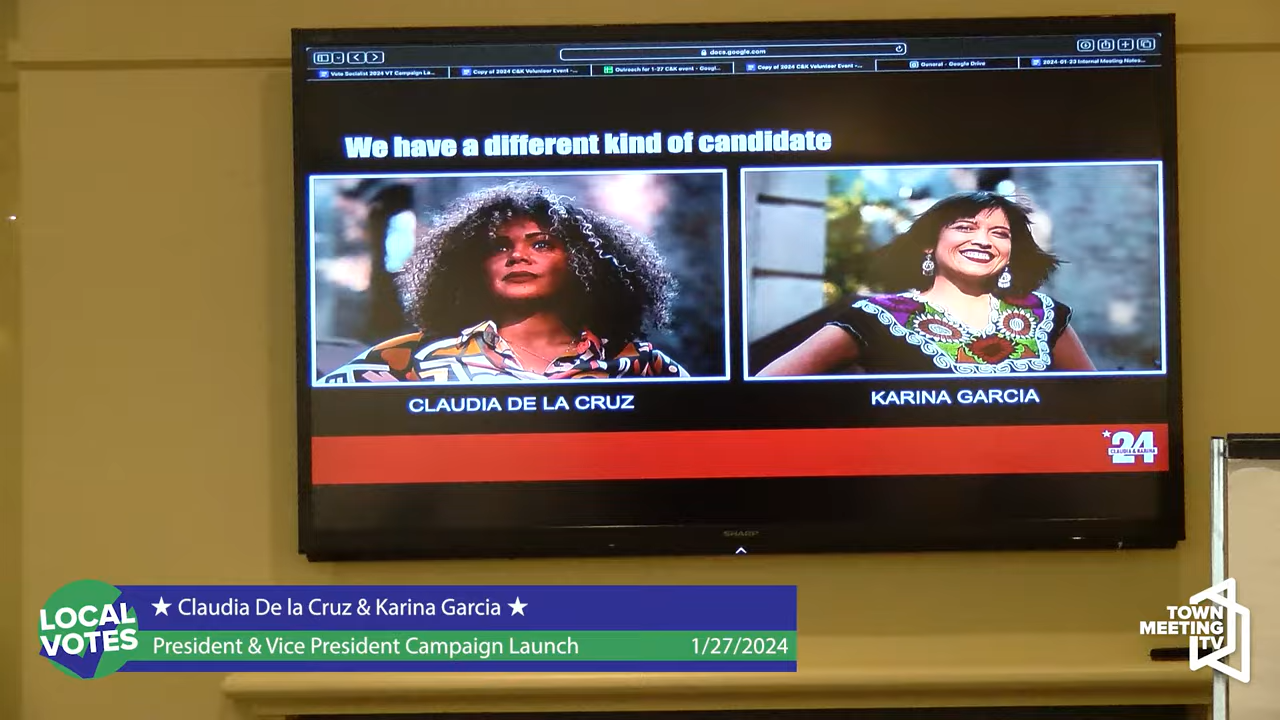 docs.google.com
Vote Socialist 2024 VT Campaign La...
Copy of 2024 C&K Volunteer Event -...
Outreach for 1-27 C&K event - Googl...
Copy of 2024 C&K Volunteer Event -...
General - Google Drive
2024-01-23 Internal Meeting Notes...
We have a different kind of candidate
CLAUDIA DE LA CRUZ
KARINA GARCIA
24
CLAUDIA & KARINA
SHARP
LOCAL
VOTES
★ Claudia De la Cruz & Karina Garcia ★
President & Vice President Campaign Launch 1/27/2024
TOWN
MEETING
TV